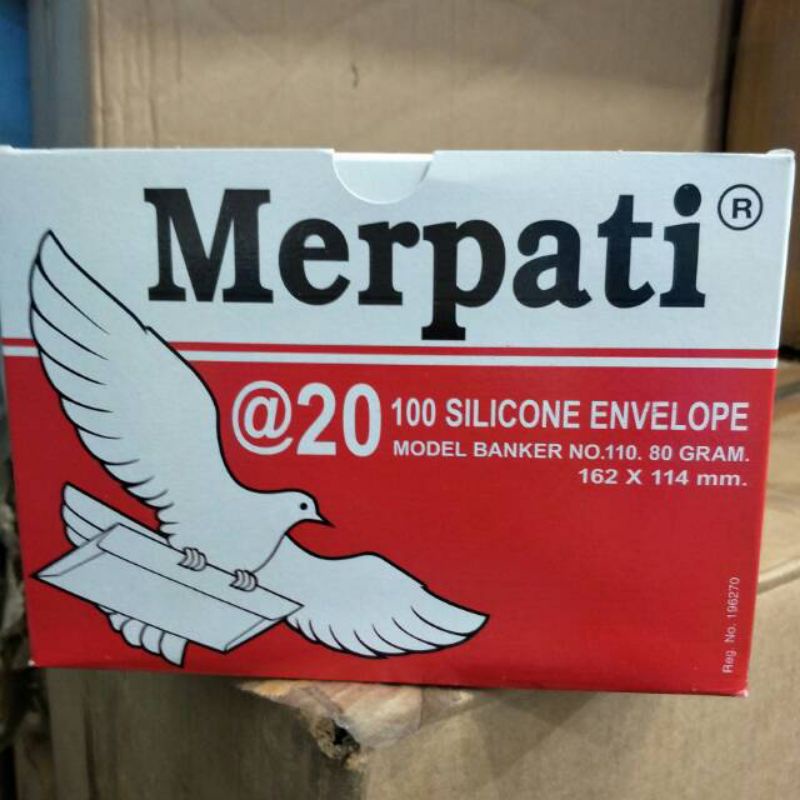 Merpati ®
@20 100 SILICONE ENVELOPE
MODEL BANKER NO.110. 80 GRAM.
162 X 114 mm.
Reg. No. 196270